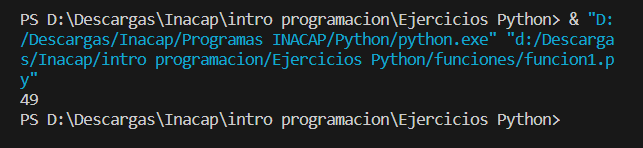 PS D:\Descargas\Inacap\intro programacion\Ejercicios Python> & "D:
/Descargas/Inacap/Programas INACAP/Python/python.exe" "d:/Descarga
s/Inacap/intro programacion/Ejercicios Python/funciones/funcion1.p
y"
49
PS D:\Descargas\Inacap\intro programacion\Ejercicios Python>